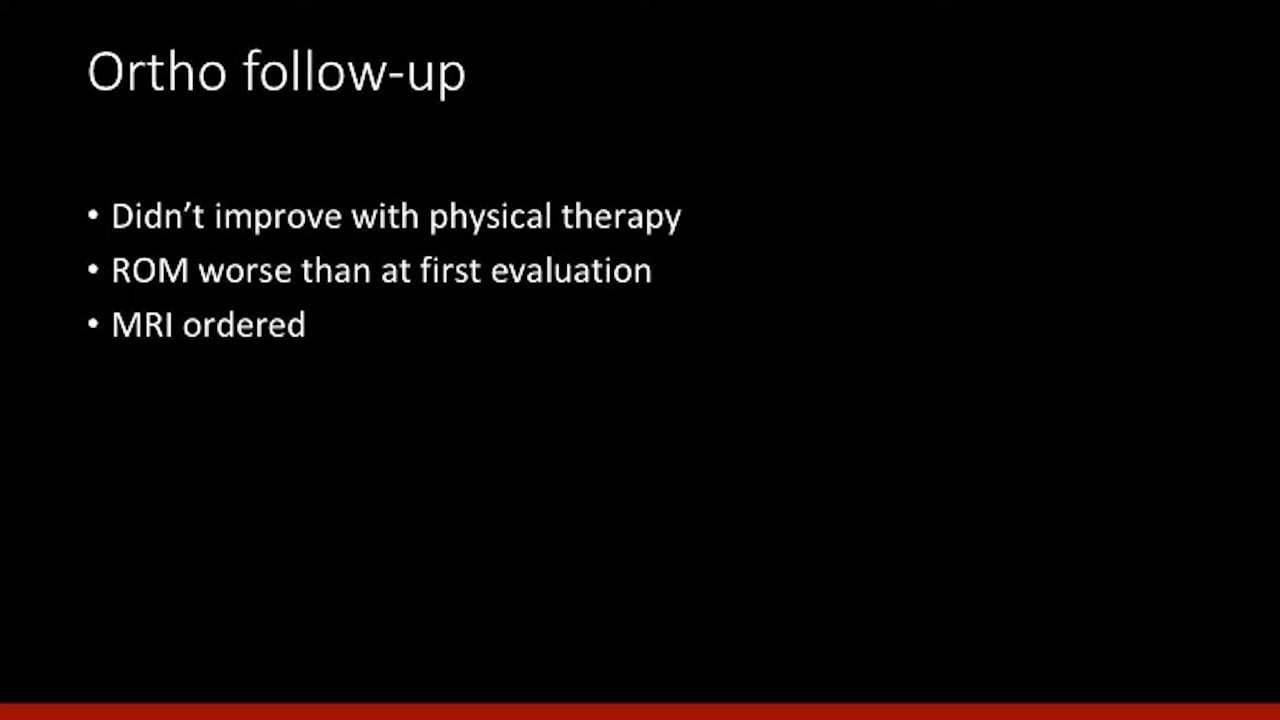 Ortho follow-up
• Didn’t improve with physical therapy
• ROM worse than at first evaluation
• MRI ordered